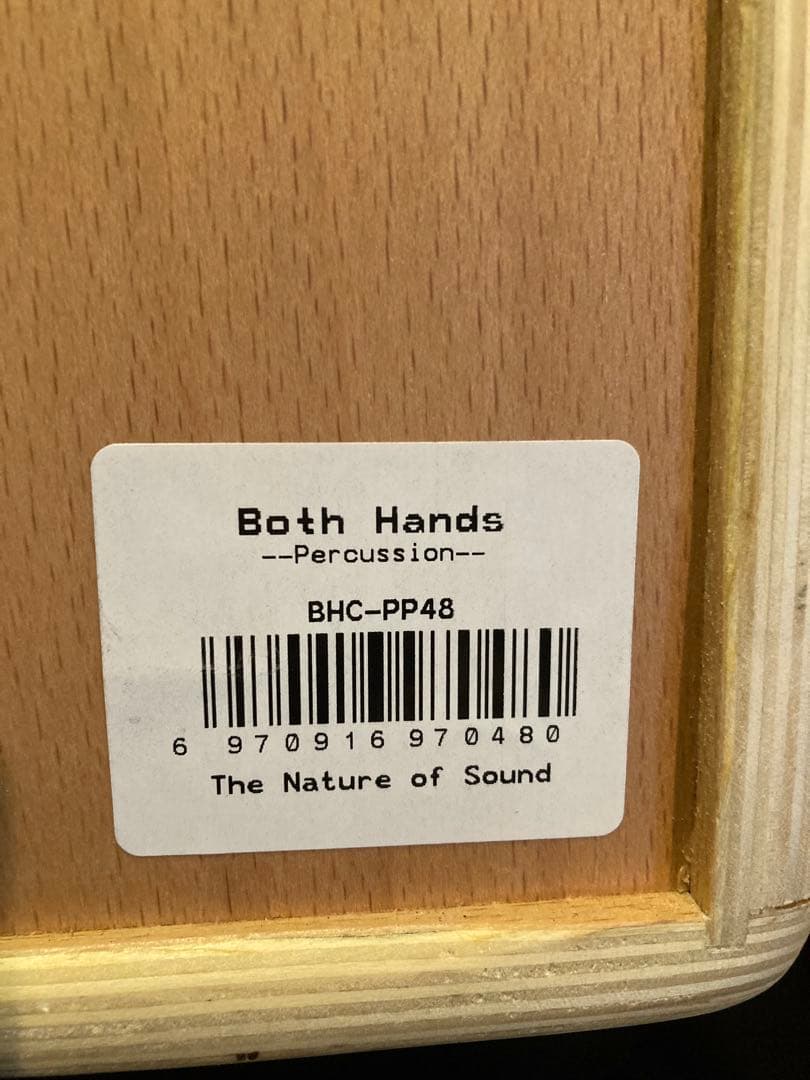 Both Hands
--Percussion--
BHC-PP48
6 970916 970480
The Nature of Sound